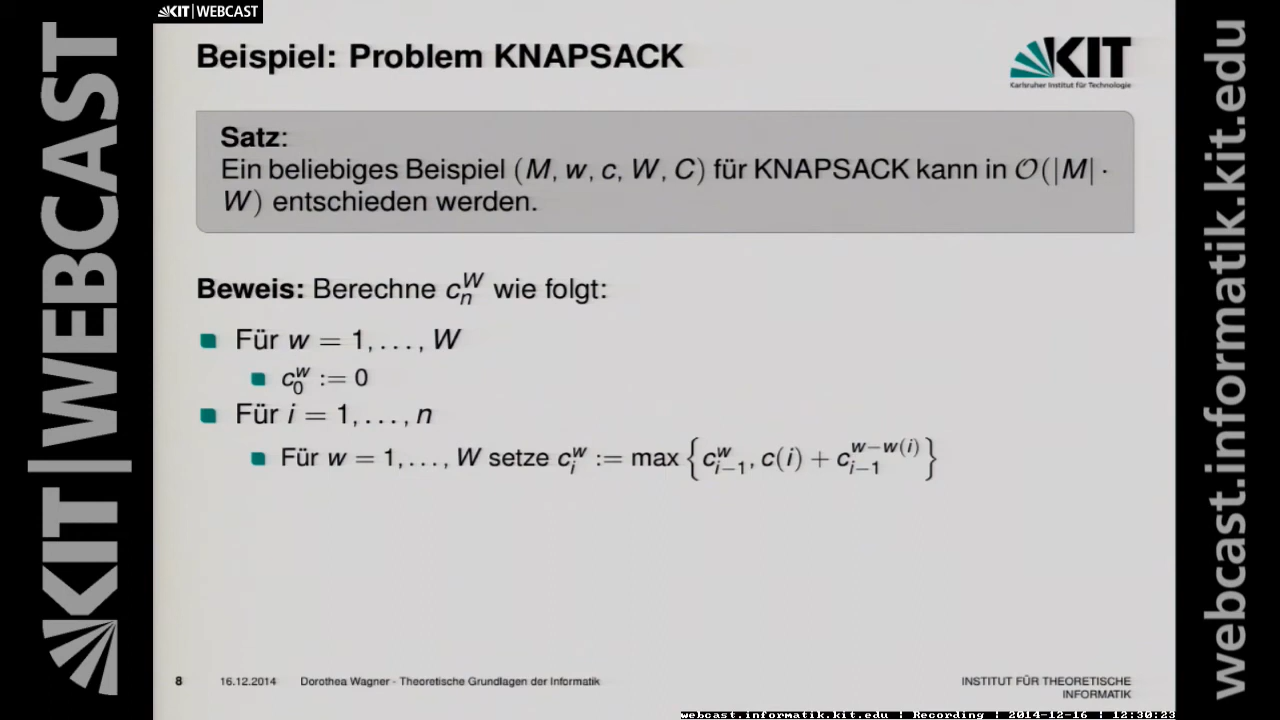 KIT | WEBCAST
Beispiel: Problem KNAPSACK
KIT
Karlsruher Institut für Technologie
Satz:
Ein beliebiges Beispiel (M, w, c, W, C) für KNAPSACK kann in 𝒪(|M| ·
W) entschieden werden.
Beweis: Berechne c_n^W wie folgt:
Für w = 1, . . . , W
c_0^w := 0
Für i = 1, . . . , n
Für w = 1, . . . , W setze c_i^w := max {c_{i−1}^w, c(i) + c_{i−1}^{w−w(i)}}
8 16.12.2014 Dorothea Wagner - Theoretische Grundlagen der Informatik
INSTITUT FÜR THEORETISCHE
INFORMATIK
KIT | WEBCAST
webcast.informatik.kit.edu
webcast.informatik.kit.edu | Recording | 2014-12-16 | 12:30:23